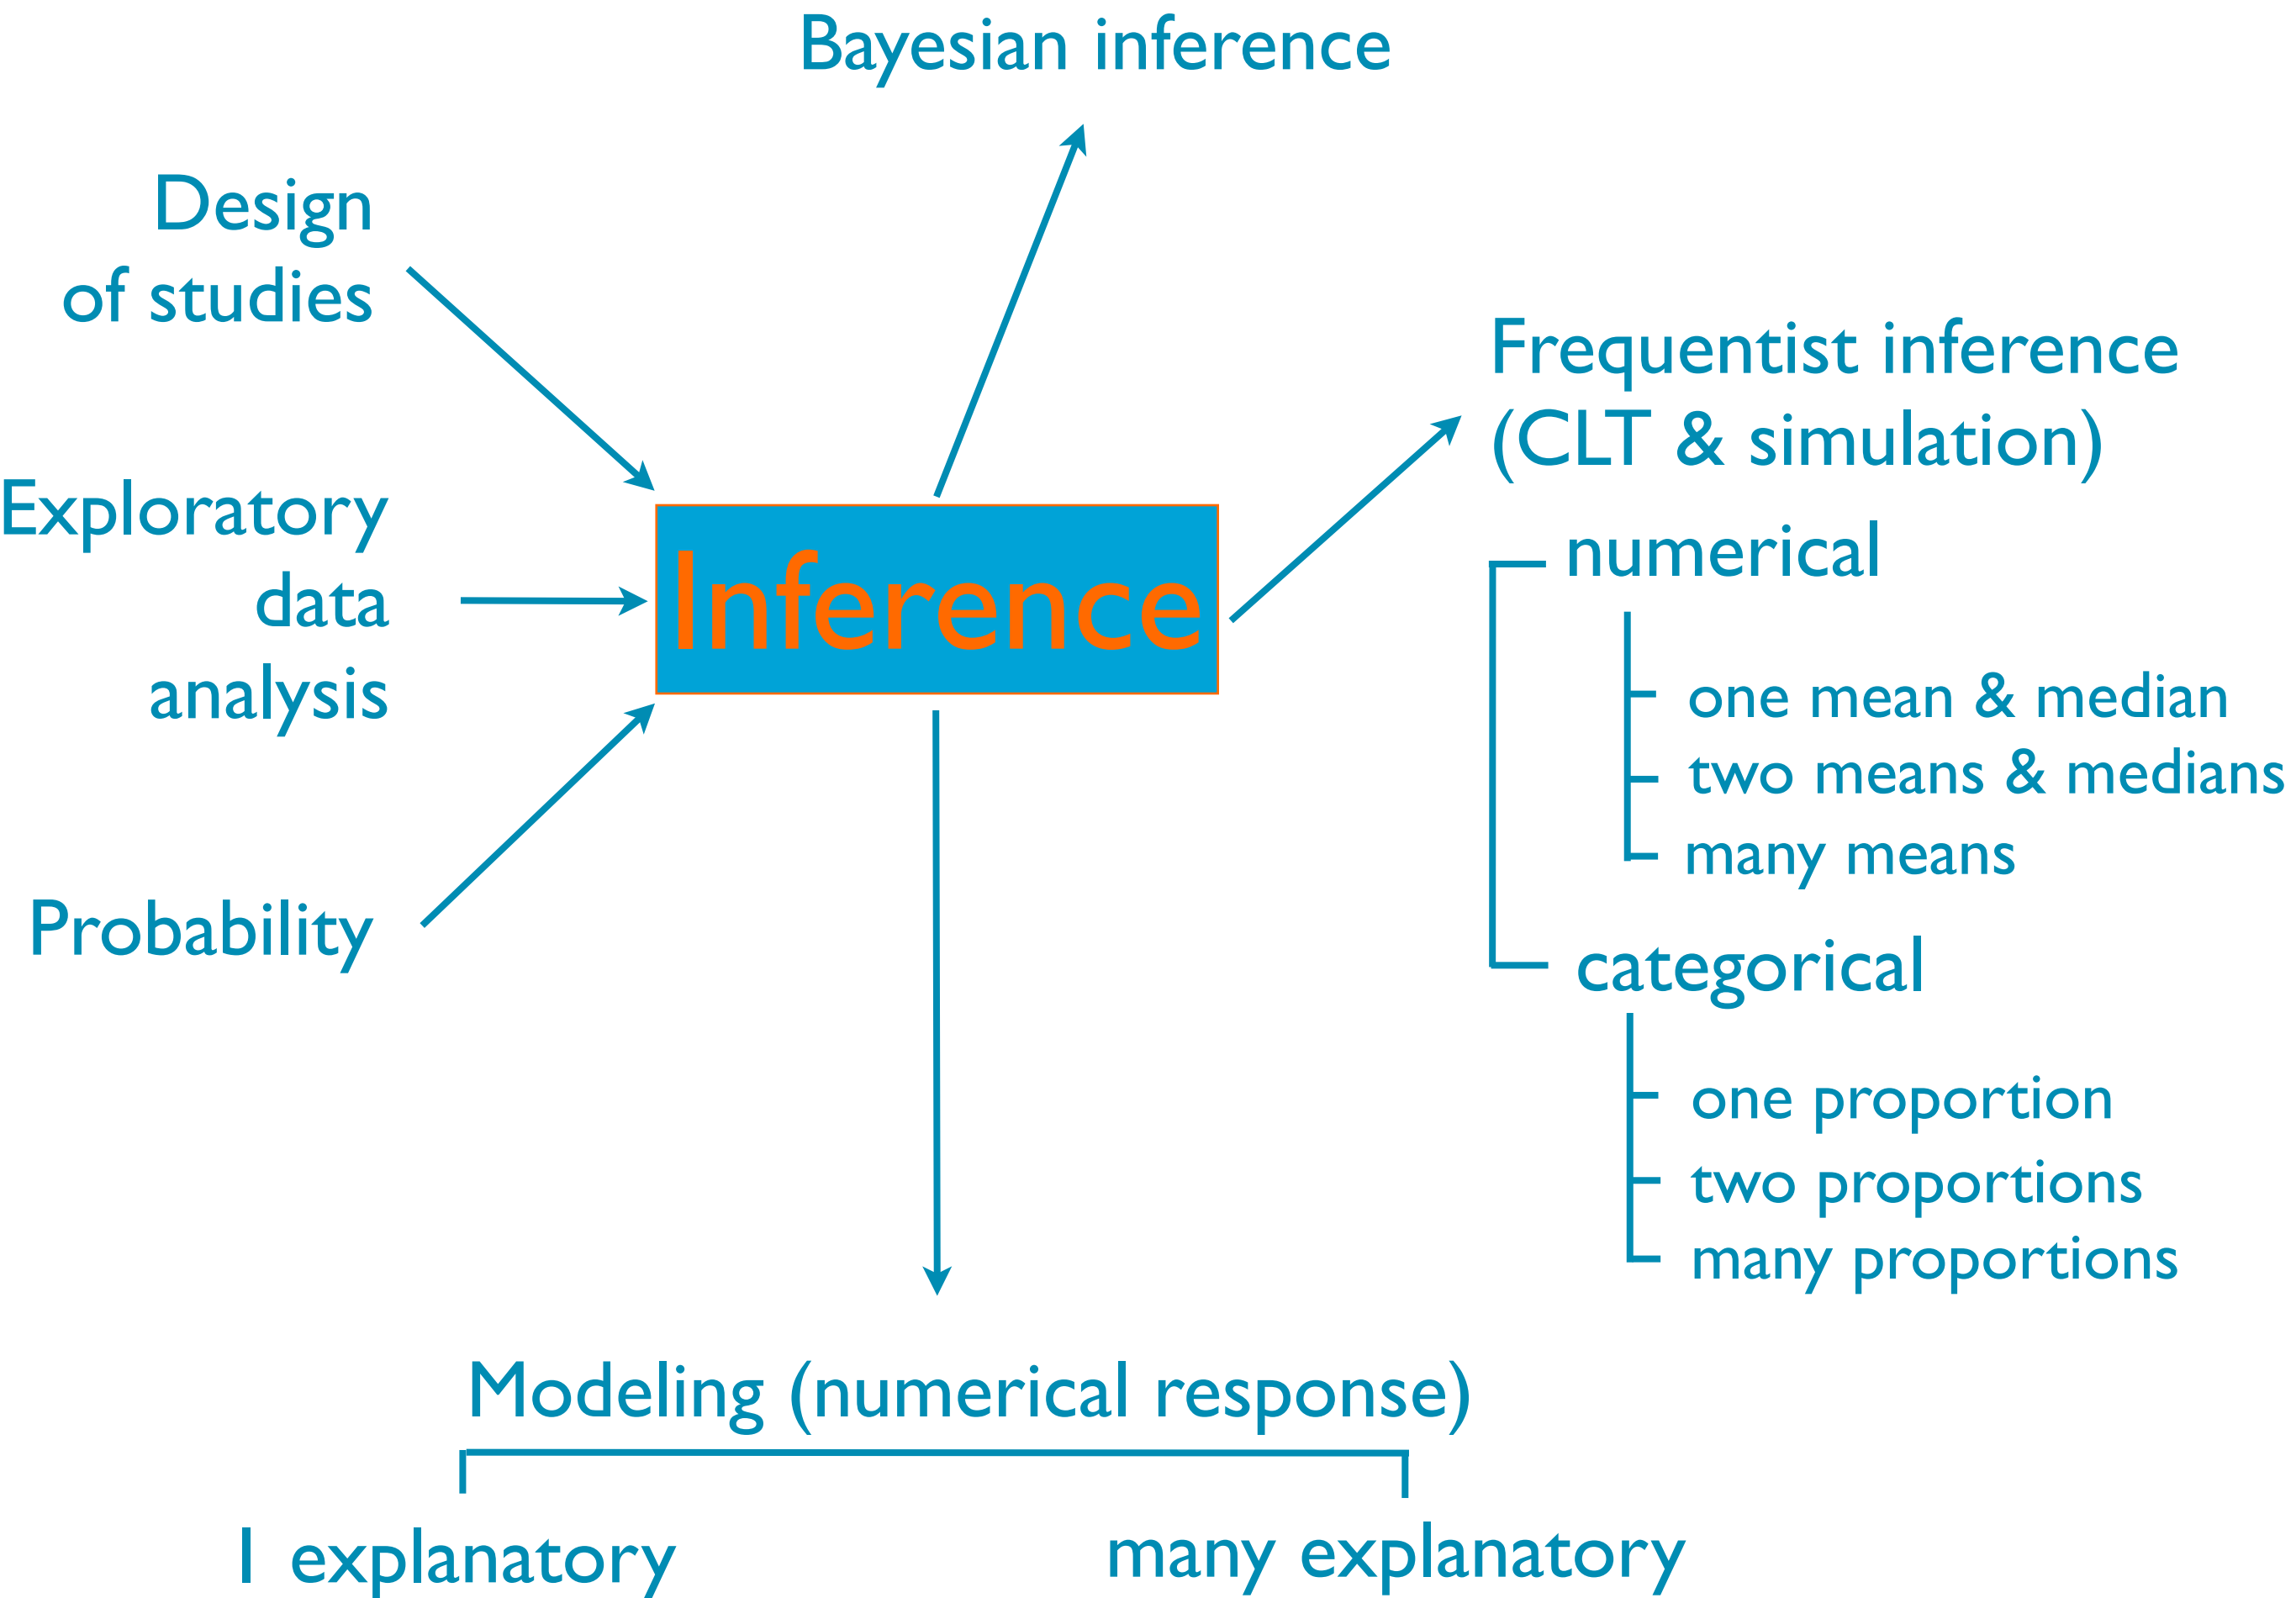 Bayesian inference
Design
of studies
Frequentist inference
(CLT & simulation)
Exploratory
data
analysis
Inference
numerical
one mean & median
two means & medians
many means
Probability
categorical
one proportion
two proportions
many proportions
Modeling (numerical response)
1 explanatory
many explanatory